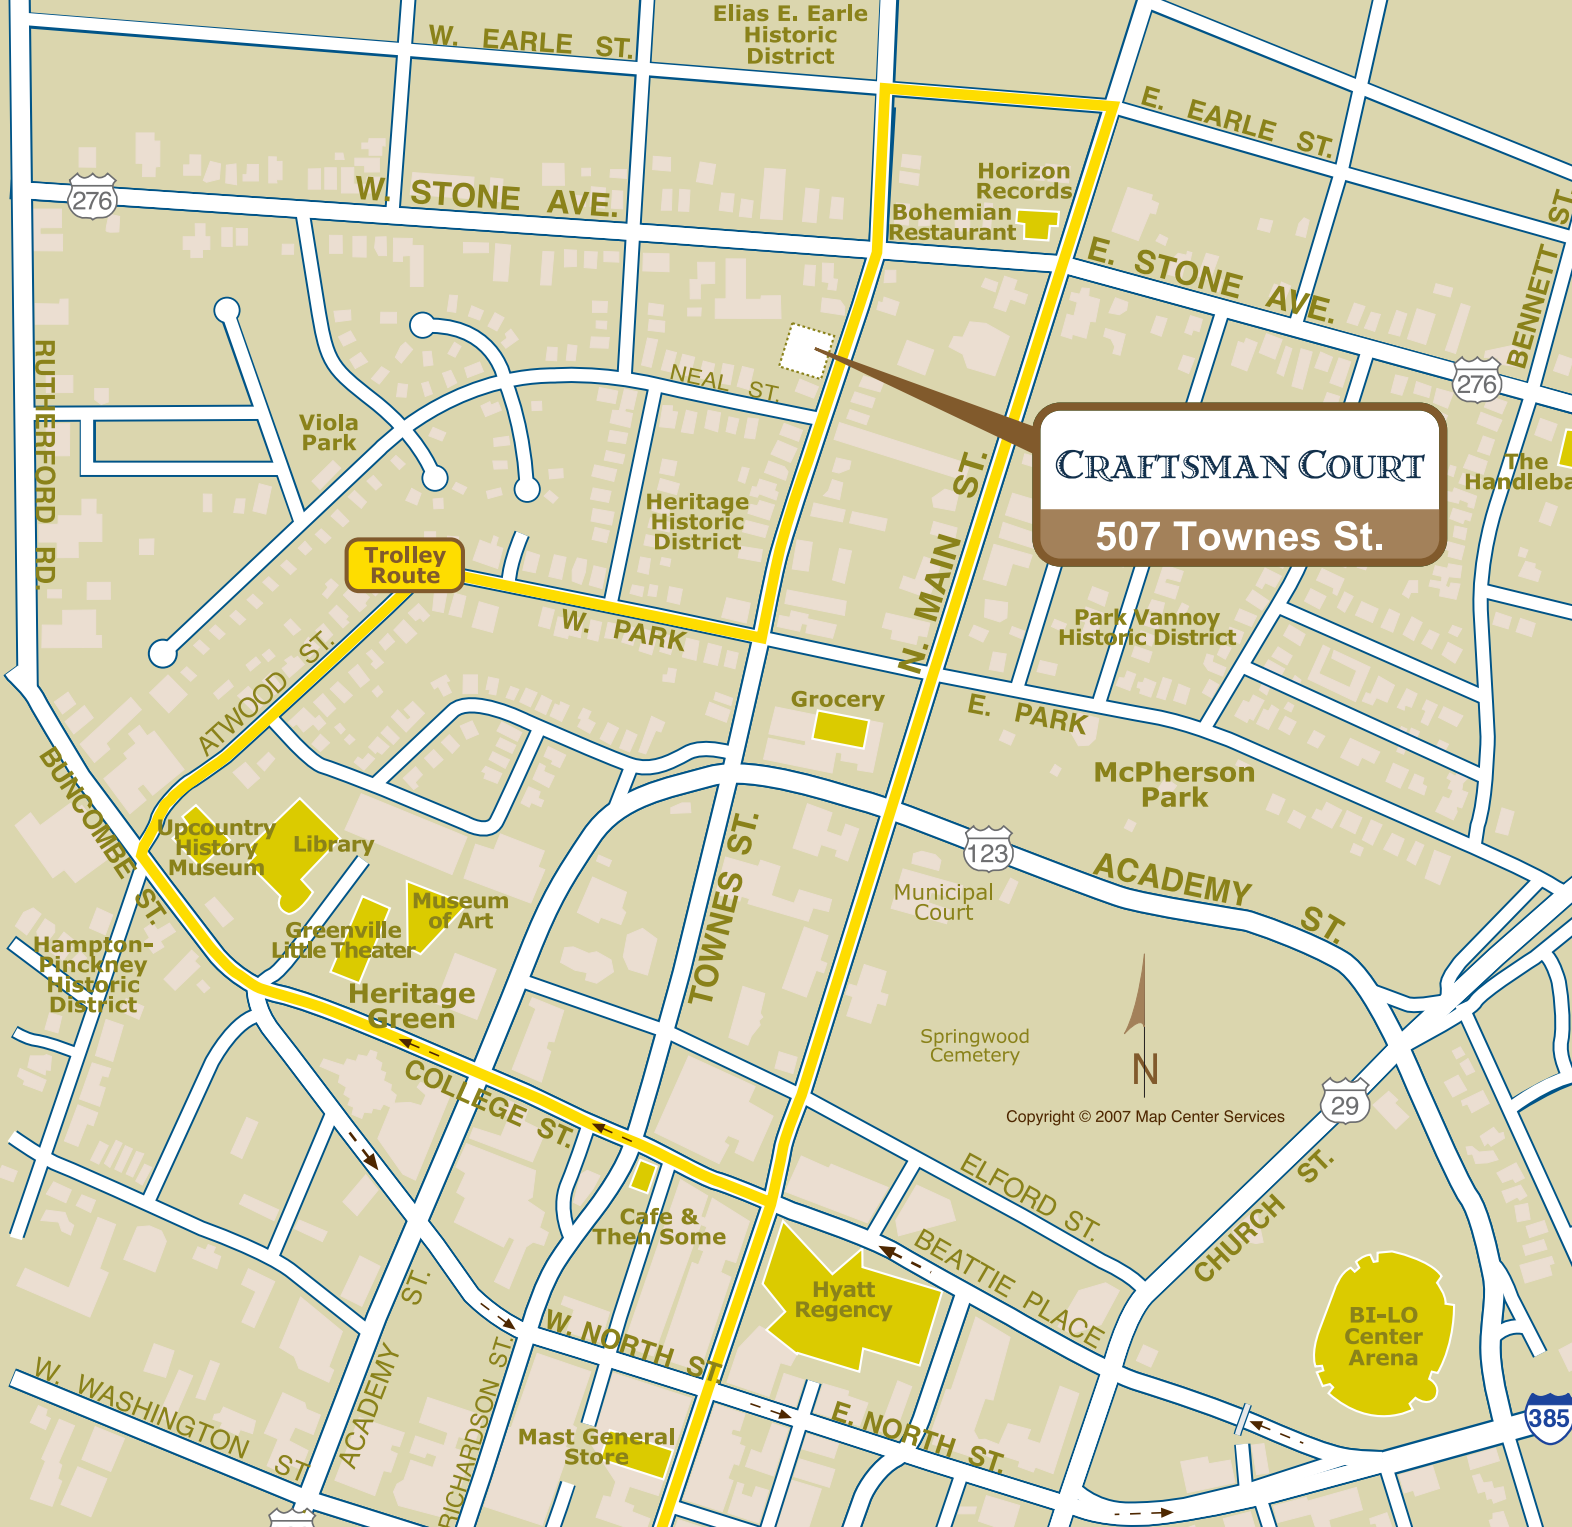 Elias E. Earle
Historic
District
W. EARLE ST.
E. EARLE ST.
276
W. STONE AVE.
Horizon
Records
Bohemian
Restaurant
E. STONE AVE.
BENNETT ST.
276
RUTHERFORD RD.
Viola
Park
NEAL ST.
CRAFTSMAN COURT
507 Townes St.
The
Handleba
Heritage
Historic
District
N. MAIN ST.
Trolley
Route
W. PARK
Park Vannoy
Historic District
ATWOOD ST.
Grocery
E. PARK
McPherson
Park
BUNCOMBE ST.
Upcountry
History
Museum
Library
TOWNES ST.
123
ACADEMY ST.
Municipal
Court
Museum
of Art
Greenville
Little Theater
Hampton-
Pinckney
Historic
District
Heritage
Green
Springwood
Cemetery
N
Copyright © 2007 Map Center Services
29
COLLEGE ST.
ELFORD ST.
CHURCH ST.
Cafe &
Then Some
BEATTIE PLACE
Hyatt
Regency
BI-LO
Center
Arena
W. NORTH ST.
ACADEMY ST.
RICHARDSON ST.
W. WASHINGTON ST
E. NORTH ST.
Mast General
Store
385